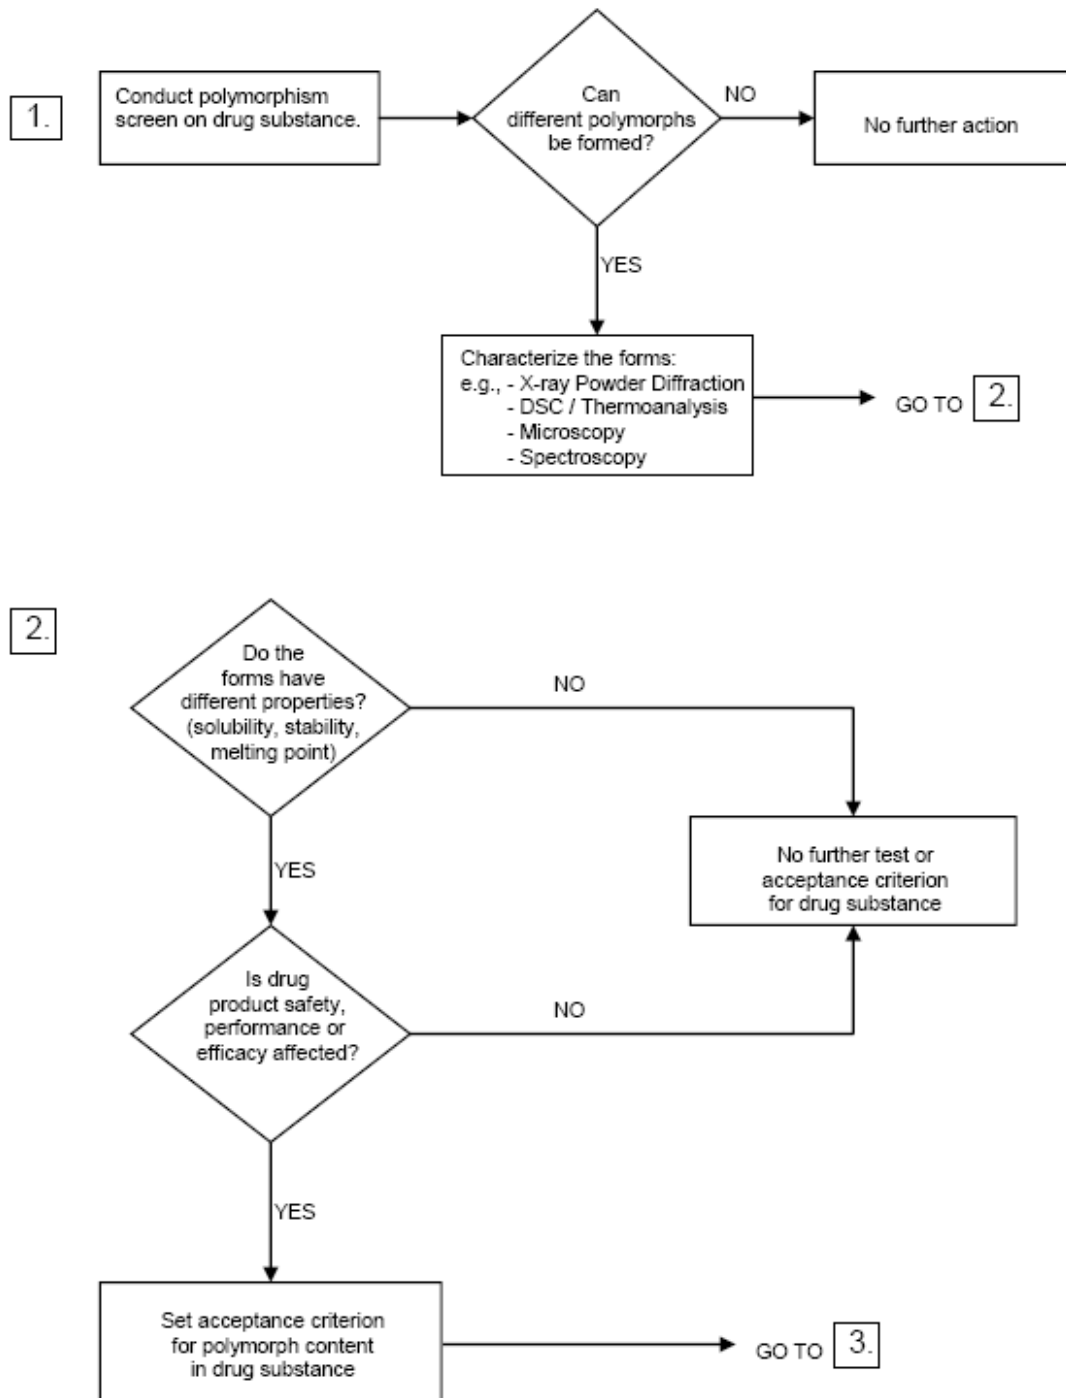 1.
Conduct polymorphism
screen on drug substance.
Can
different polymorphs
be formed?
NO
No further action
YES
Characterize the forms:
e.g., - X-ray Powder Diffraction
- DSC / Thermoanalysis
- Microscopy
- Spectroscopy
GO TO 2.
2.
Do the
forms have
different properties?
(solubility, stability,
melting point)
NO
No further test or
acceptance criterion
for drug substance
YES
Is drug
product safety,
performance or
efficacy affected?
NO
YES
Set acceptance criterion
for polymorph content
in drug substance
GO TO 3.